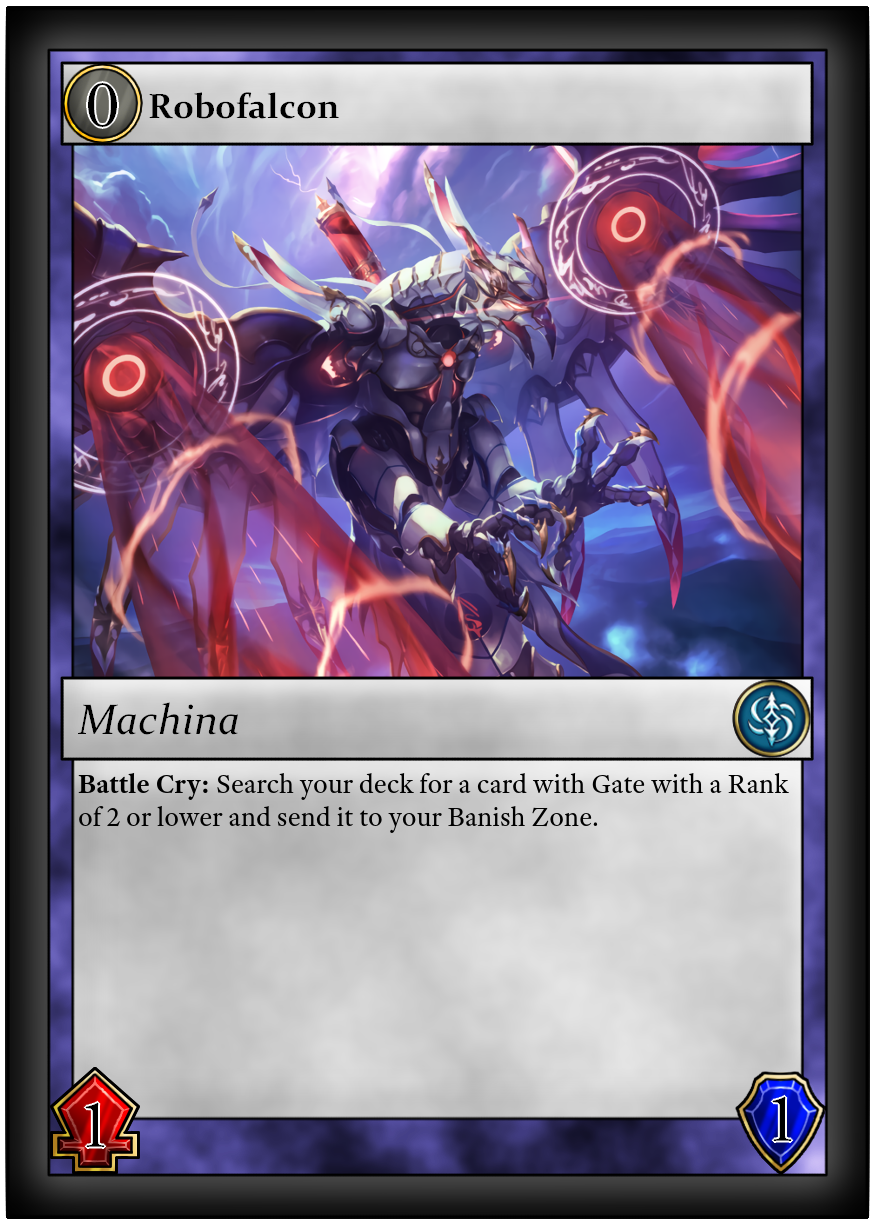 0 Robofalcon
Machina
Battle Cry: Search your deck for a card with Gate with a Rank
of 2 or lower and send it to your Banish Zone.
1 1